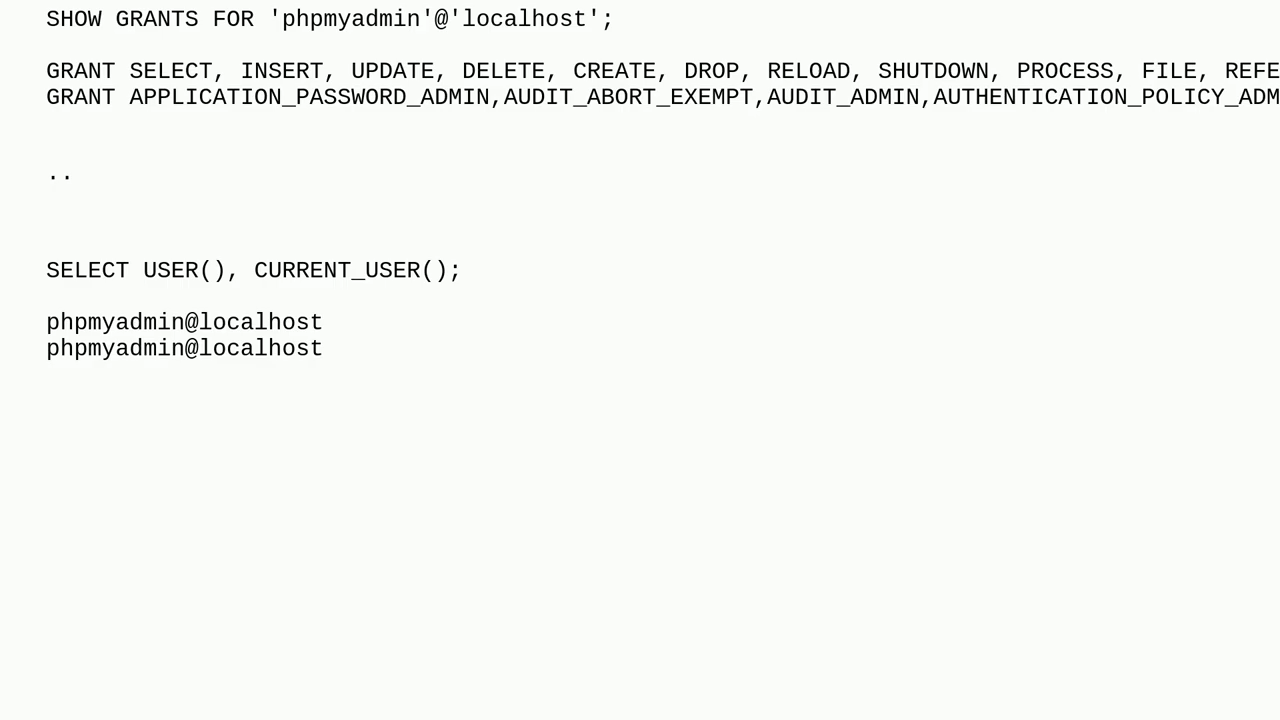 SHOW GRANTS FOR 'phpmyadmin'@'localhost';
GRANT SELECT, INSERT, UPDATE, DELETE, CREATE, DROP, RELOAD, SHUTDOWN, PROCESS, FILE, REFE
GRANT APPLICATION_PASSWORD_ADMIN,AUDIT_ABORT_EXEMPT,AUDIT_ADMIN,AUTHENTICATION_POLICY_ADM
..
SELECT USER(), CURRENT_USER();
phpmyadmin@localhost
phpmyadmin@localhost